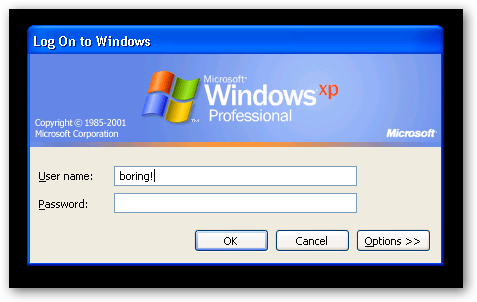 Log On to Windows
Microsoft®
Windows xp
Professional
Copyright © 1985-2001
Microsoft Corporation
Microsoft®
User name: boring!
Password:
OK Cancel Options >>